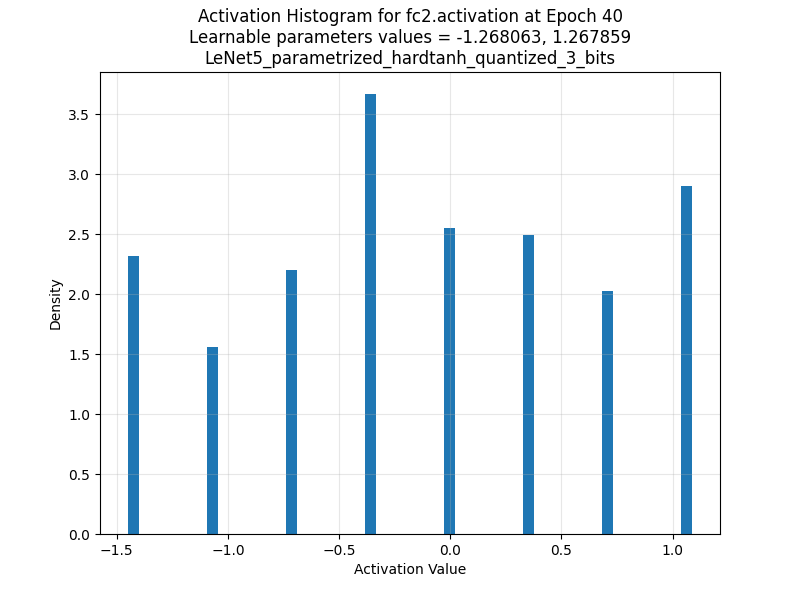 Activation Histogram for fc2.activation at Epoch 40
Learnable parameters values = -1.268063, 1.267859
LeNet5_parametrized_hardtanh_quantized_3_bits
3.5
3.0
2.5
2.0
1.5
1.0
0.5
0.0
Density
−1.5 −1.0 −0.5 0.0 0.5 1.0
Activation Value